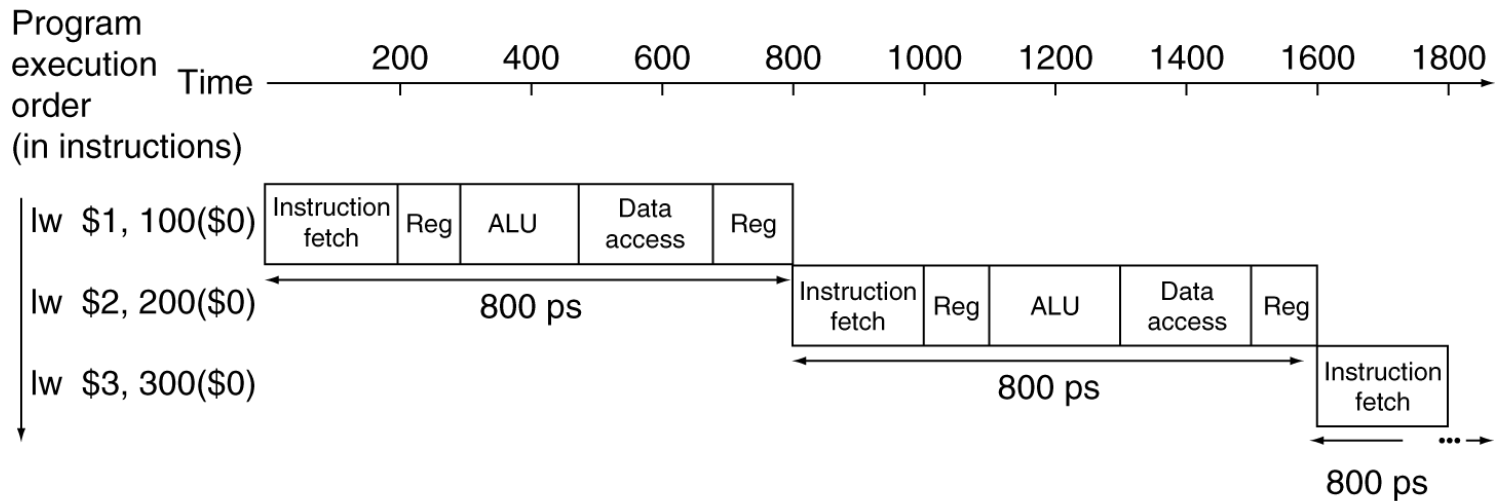 Program
execution
order
(in instructions)
Time
200 400 600 800 1000 1200 1400 1600 1800
lw $1, 100($0)
Instruction
fetch
Reg
ALU
Data
access
Reg
800 ps
lw $2, 200($0)
Instruction
fetch
Reg
ALU
Data
access
Reg
800 ps
lw $3, 300($0)
Instruction
fetch
...
800 ps